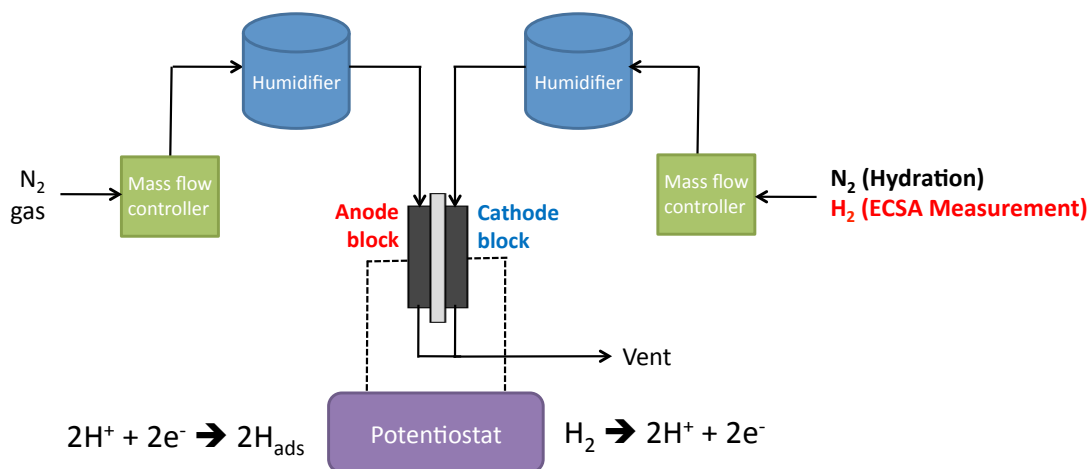 Humidifier
Humidifier
N₂
gas
Mass flow
controller
Mass flow
controller
N₂ (Hydration)
H₂ (ECSA Measurement)
Anode
block
Cathode
block
Vent
2H⁺ + 2e⁻ ➔ 2Hads
Potentiostat
H₂ ➔ 2H⁺ + 2e⁻